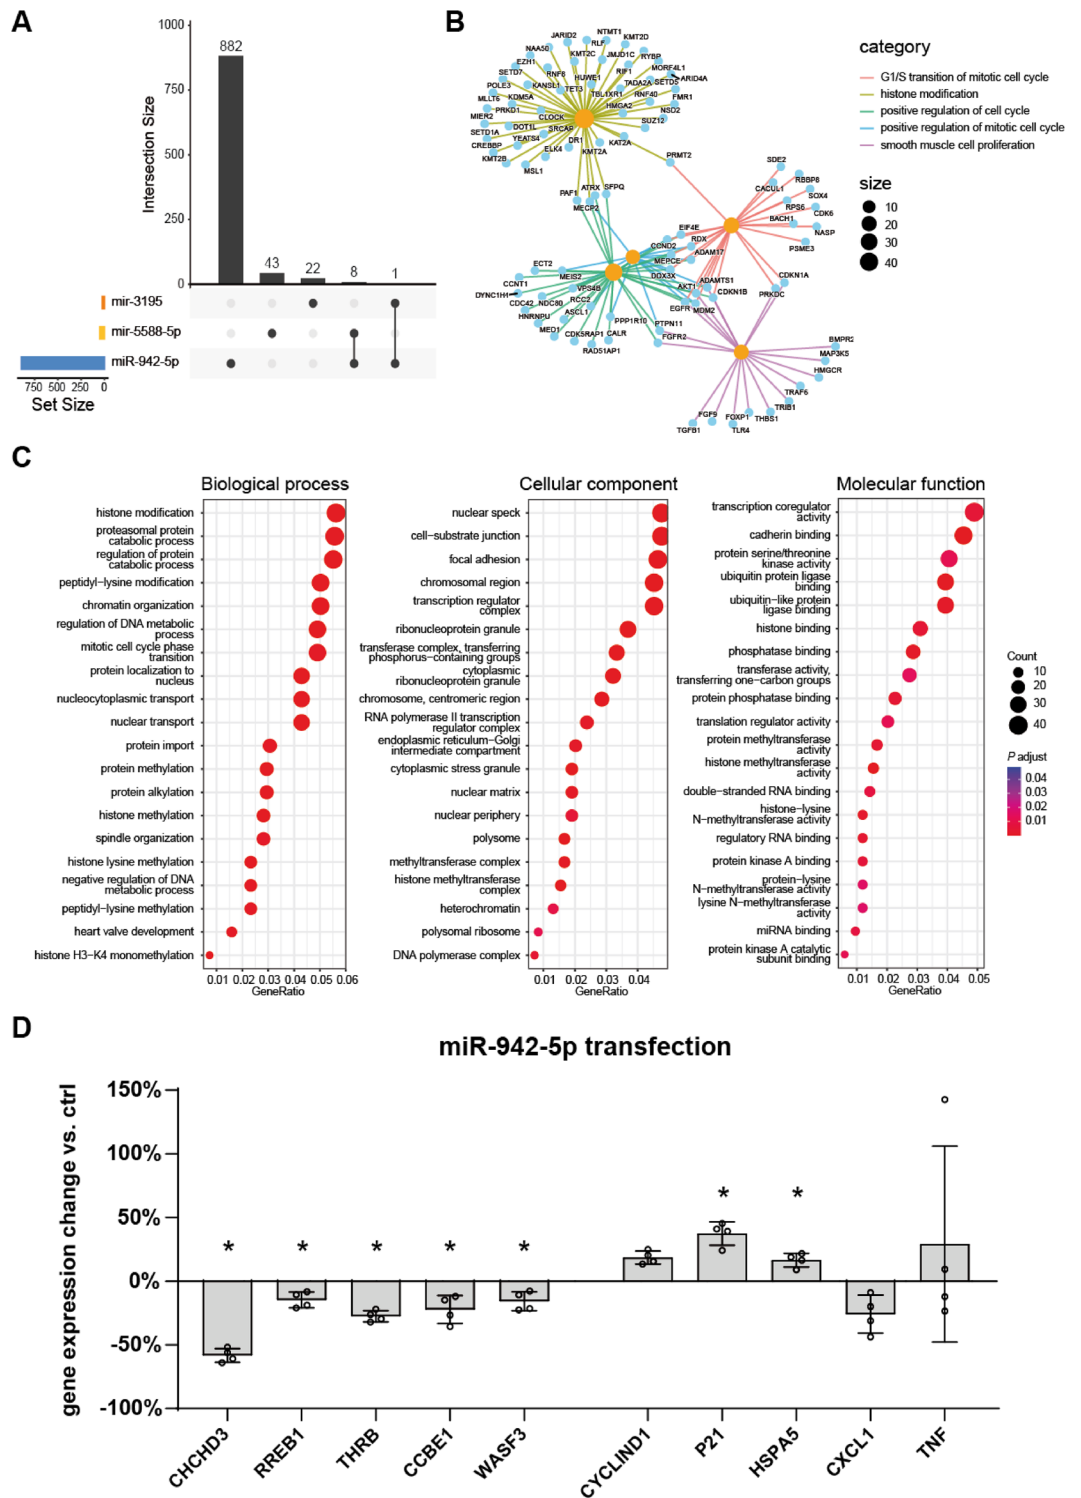 A
1000
750
500
250
0
Intersection Size
882
43
22
8
1
mir-3195
mir-5588-5p
miR-942-5p
750 500 250 0
Set Size
B
JARID2
NTMT1
RLF
KMT2D
NAA50
KMT2C
JMJD1C
RYBP
EZH1
MORF4L1
SETD7
RNF8
HUWE1
RIF1
ARID4A
POLE3
KANSL1
TET3
TADA2A
SETD5
MLLT6
KDM5A
TBL1XR1
RNF40
FMR1
PRKD1
HMGA2
NSD2
MIER2
CLOCK
DOT1L
SRCAP
SUZ12
SETD1A
YEATS4
DR1
KAT2A
CREBBP
ELK4
KMT2A
KMT2B
MSL1
PRMT2
SDE2
RBBP8
CACUL1
SOX4
RPS6
CDK6
BACH1
NASP
PSME3
PAF1
ATRX
SFPQ
MECP2
EIF4E
RDX
CCND2
ADAM17
MEPCE
DDX3X
ECT2
MEIS2
CCNT1
VPS4B
DYNC1H1
RCC2
CDC42
NDC80
ASCL1
HNRNPU
MED1
CDK5RAP1
CALR
RAD51AP1
PPP1R10
PTPN11
FGFR2
AKT1
ADAMTS1
CDKN1B
EGFR
MDM2
CDKN1A
PRKDC
BMPR2
MAP3K5
HMGCR
TRAF6
TRIB1
THBS1
FOXP1
TLR4
FGF9
TGFB1
category
G1/S transition of mitotic cell cycle
histone modification
positive regulation of cell cycle
positive regulation of mitotic cell cycle
smooth muscle cell proliferation
size
10
20
30
40
C
Biological process
histone modification
proteasomal protein
catabolic process
regulation of protein
catabolic process
peptidyl−lysine modification
chromatin organization
regulation of DNA metabolic
process
mitotic cell cycle phase
transition
protein localization to
nucleus
nucleocytoplasmic transport
nuclear transport
protein import
protein methylation
protein alkylation
histone methylation
spindle organization
histone lysine methylation
negative regulation of DNA
metabolic process
peptidyl−lysine methylation
heart valve development
histone H3−K4 monomethylation
0.01 0.02 0.03 0.04 0.05 0.06
GeneRatio
Cellular component
nuclear speck
cell−substrate junction
focal adhesion
chromosomal region
transcription regulator
complex
ribonucleoprotein granule
transferase complex, transferring
phosphorus−containing groups
cytoplasmic
ribonucleoprotein granule
chromosome, centromeric region
RNA polymerase II transcription
regulator complex
endoplasmic reticulum−Golgi
intermediate compartment
cytoplasmic stress granule
nuclear matrix
nuclear periphery
polysome
methyltransferase complex
histone methyltransferase
complex
heterochromatin
polysomal ribosome
DNA polymerase complex
0.01 0.02 0.03 0.04
GeneRatio
Molecular function
transcription coregulator
activity
cadherin binding
protein serine/threonine
kinase activity
ubiquitin protein ligase
binding
ubiquitin−like protein
ligase binding
histone binding
phosphatase binding
transferase activity,
transferring one−carbon groups
protein phosphatase binding
translation regulator activity
protein methyltransferase
activity
histone methyltransferase
activity
double−stranded RNA binding
histone−lysine
N−methyltransferase activity
regulatory RNA binding
protein kinase A binding
protein−lysine
N−methyltransferase activity
lysine N−methyltransferase
activity
miRNA binding
protein kinase A catalytic
subunit binding
0.01 0.02 0.03 0.04 0.05
GeneRatio
Count
10
20
30
40
P adjust
0.04
0.03
0.02
0.01
D
miR-942-5p transfection
gene expression change vs. ctrl
150%
100%
50%
0%
-50%
-100%
* * * * * * *
CHCHD3
RREB1
THRB
CCBE1
WASF3
CYCLIND1
P21
HSPA5
CXCL1
TNF